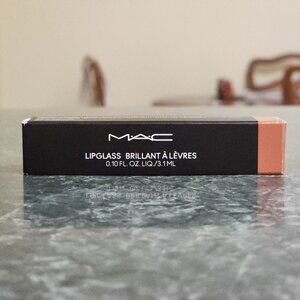 MAC
LIPGLASS BRILLANT À LÈVRES
0.10 FL. OZ. LIQ./3.1 ML